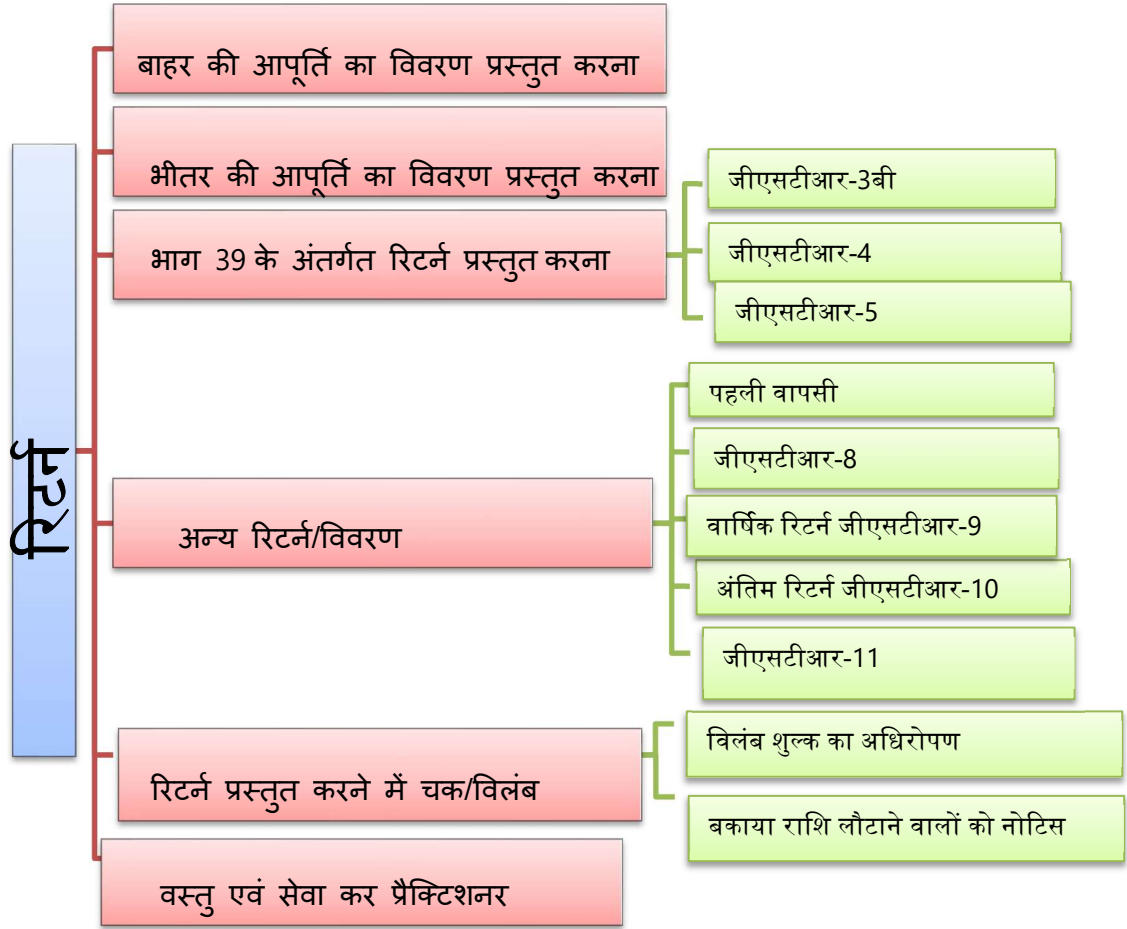 रिटर्न
बाहर की आपूर्ति का विवरण प्रस्तुत करना
भीतर की आपूर्ति का विवरण प्रस्तुत करना
भाग 39 के अंतर्गत रिटर्न प्रस्तुत करना
जीएसटीआर-3बी
जीएसटीआर-4
जीएसटीआर-5
अन्य रिटर्न/विवरण
पहली वापसी
जीएसटीआर-8
वार्षिक रिटर्न जीएसटीआर-9
अंतिम रिटर्न जीएसटीआर-10
जीएसटीआर-11
रिटर्न प्रस्तुत करने में चक/विलंब
विलंब शुल्क का अधिरोपण
बकाया राशि लौटाने वालों को नोटिस
वस्तु एवं सेवा कर प्रैक्टिशनर